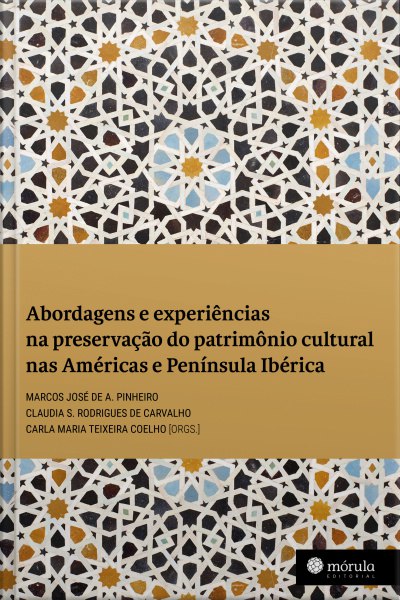 Abordagens e experiências
na preservação do patrimônio cultural
nas Américas e Península Ibérica
MARCOS JOSÉ DE A. PINHEIRO
CLAUDIA S. RODRIGUES DE CARVALHO
CARLA MARIA TEIXEIRA COELHO [ORGS.]
mórula
EDITORIAL